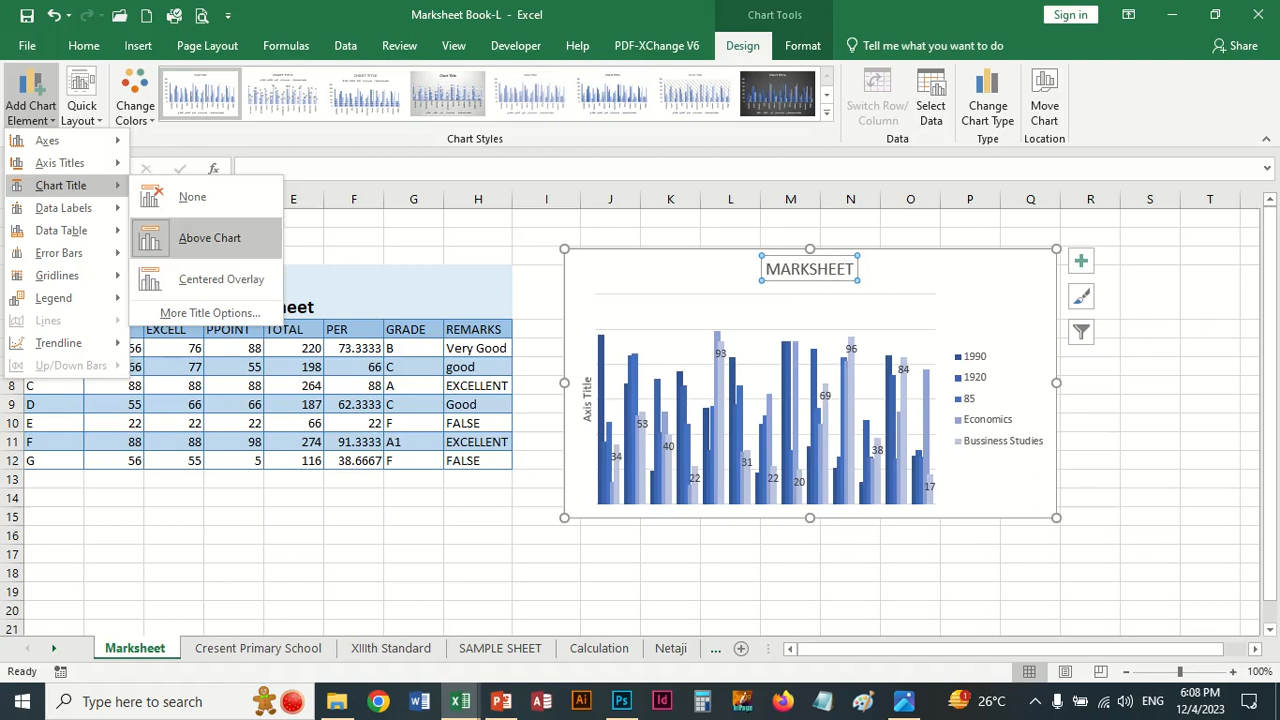 Marksheet Book-L - Excel
Chart Tools
Sign in
File Home Insert Page Layout Formulas Data Review View Developer Help PDF-XChange V6 Design Format Tell me what you want to do Share
Add Chart Element
Quick Layout
Change Colors
Switch Row/ Column
Select Data
Change Chart Type
Move Chart
Chart Styles
Data
Type
Location
Axes
Axis Titles
Chart Title
Data Labels
Data Table
Error Bars
Gridlines
Legend
Lines
Trendline
Up/Down Bars
None
Above Chart
Centered Overlay
More Title Options...
fx
E F G H I J K L M N O P Q R S T U
heet
EXCELL PPOINT TOTAL PER GRADE REMARKS
56 76 88 220 73.3333 B Very Good
66 77 55 198 66 C good
8 C 88 88 88 264 88 A EXCELLENT
9 D 55 66 66 187 62.3333 C Good
10 E 22 22 22 66 22 F FALSE
11 F 88 88 98 274 91.3333 A1 EXCELLENT
12 G 56 55 5 116 38.6667 F FALSE
13
14
15
16
17
18
19
20
21
MARKSHEET
Axis Title
34 53 40 22 93 31 22 20 69 96 38 84 17
1990
1920
85
Economics
Bussiness Studies
Marksheet Cresent Primary School XIIIth Standard SAMPLE SHEET Calculation Netaji ...
Ready
100%
Type here to search
26°C
ENG
6:08 PM
12/4/2023